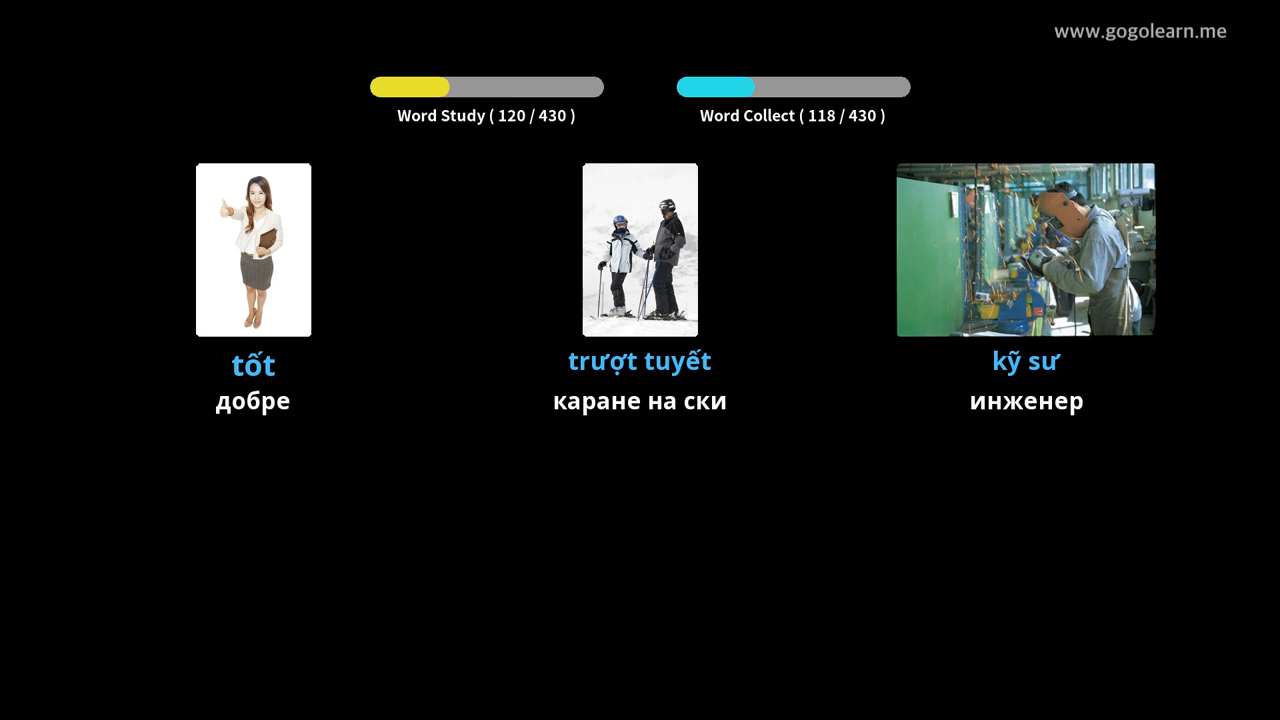 www.gogolearn.me
Word Study ( 120 / 430 )
Word Collect ( 118 / 430 )
tốt
trượt tuyết
kỹ sư
добре
каране на ски
инженер